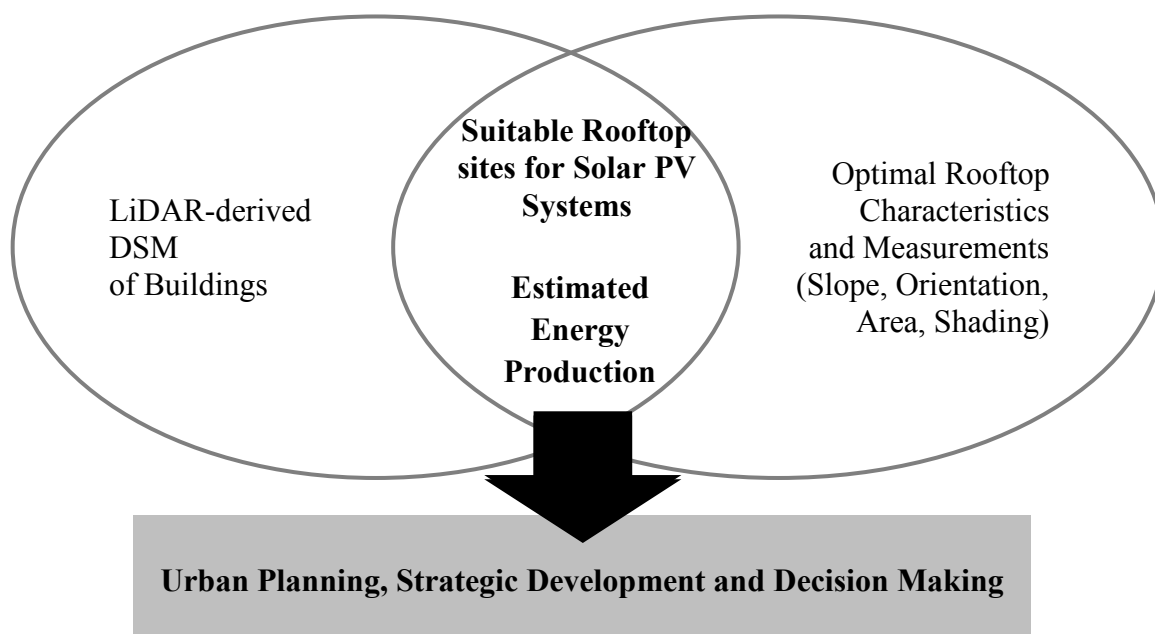 LiDAR-derived
DSM
of Buildings
Suitable Rooftop
sites for Solar PV
Systems
Estimated
Energy
Production
Optimal Rooftop
Characteristics
and Measurements
(Slope, Orientation,
Area, Shading)
Urban Planning, Strategic Development and Decision Making